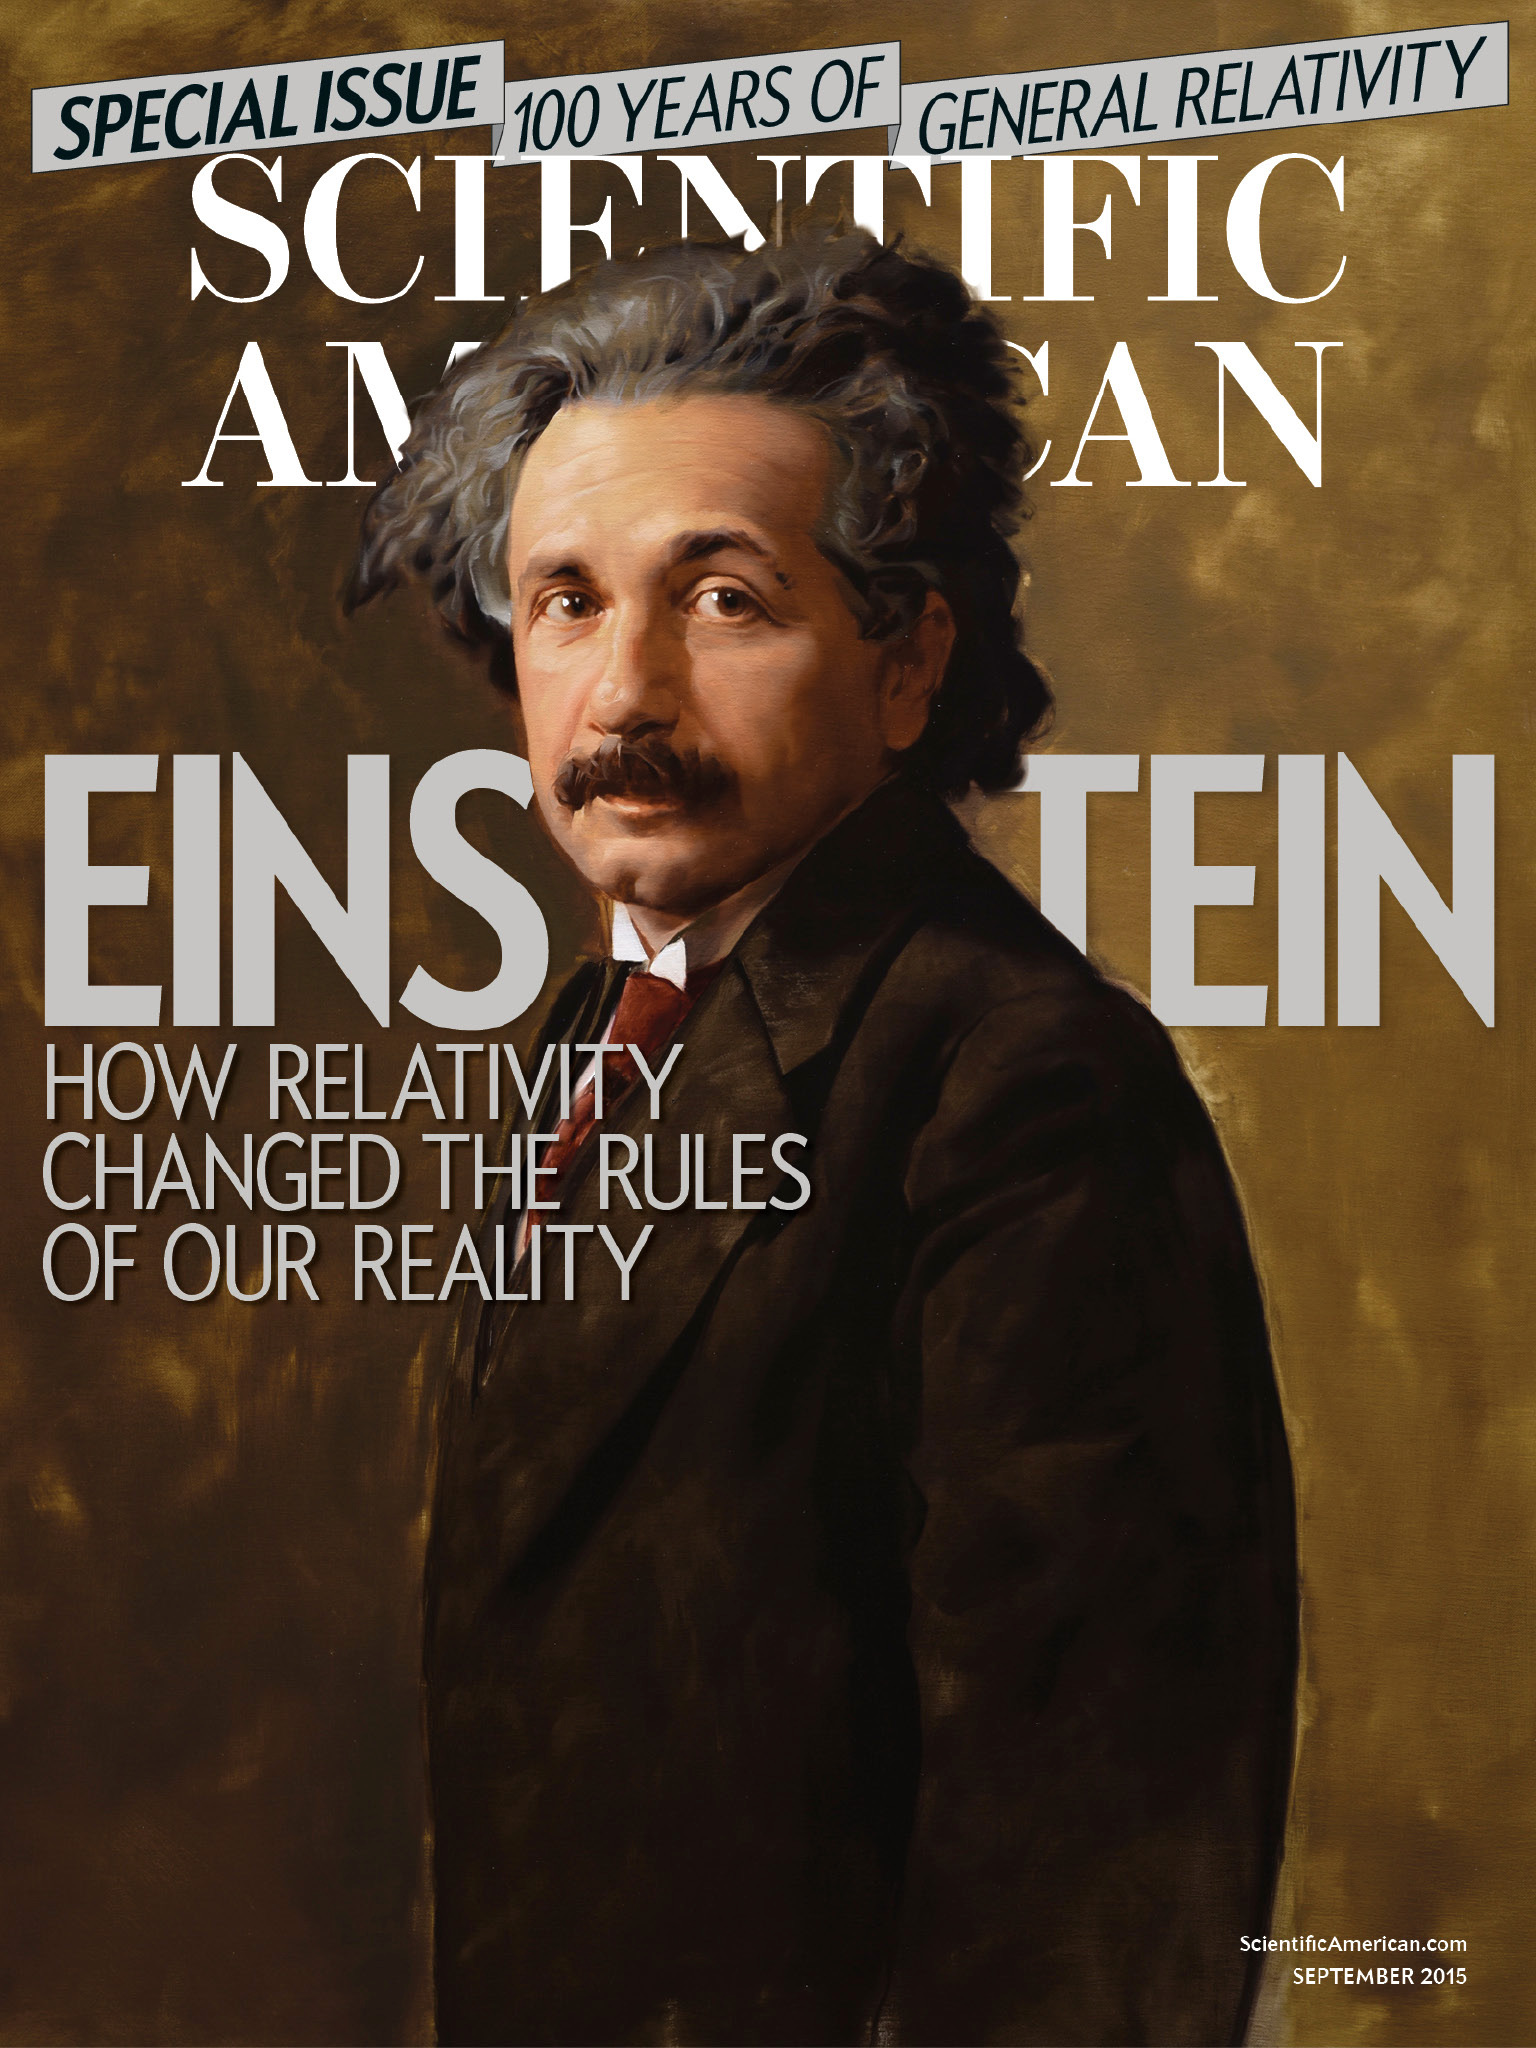 SPECIAL ISSUE 100 YEARS OF GENERAL RELATIVITY
SCIENTIFIC
AMERICAN
EINSTEIN
HOW RELATIVITY
CHANGED THE RULES
OF OUR REALITY
ScientificAmerican.com
SEPTEMBER 2015